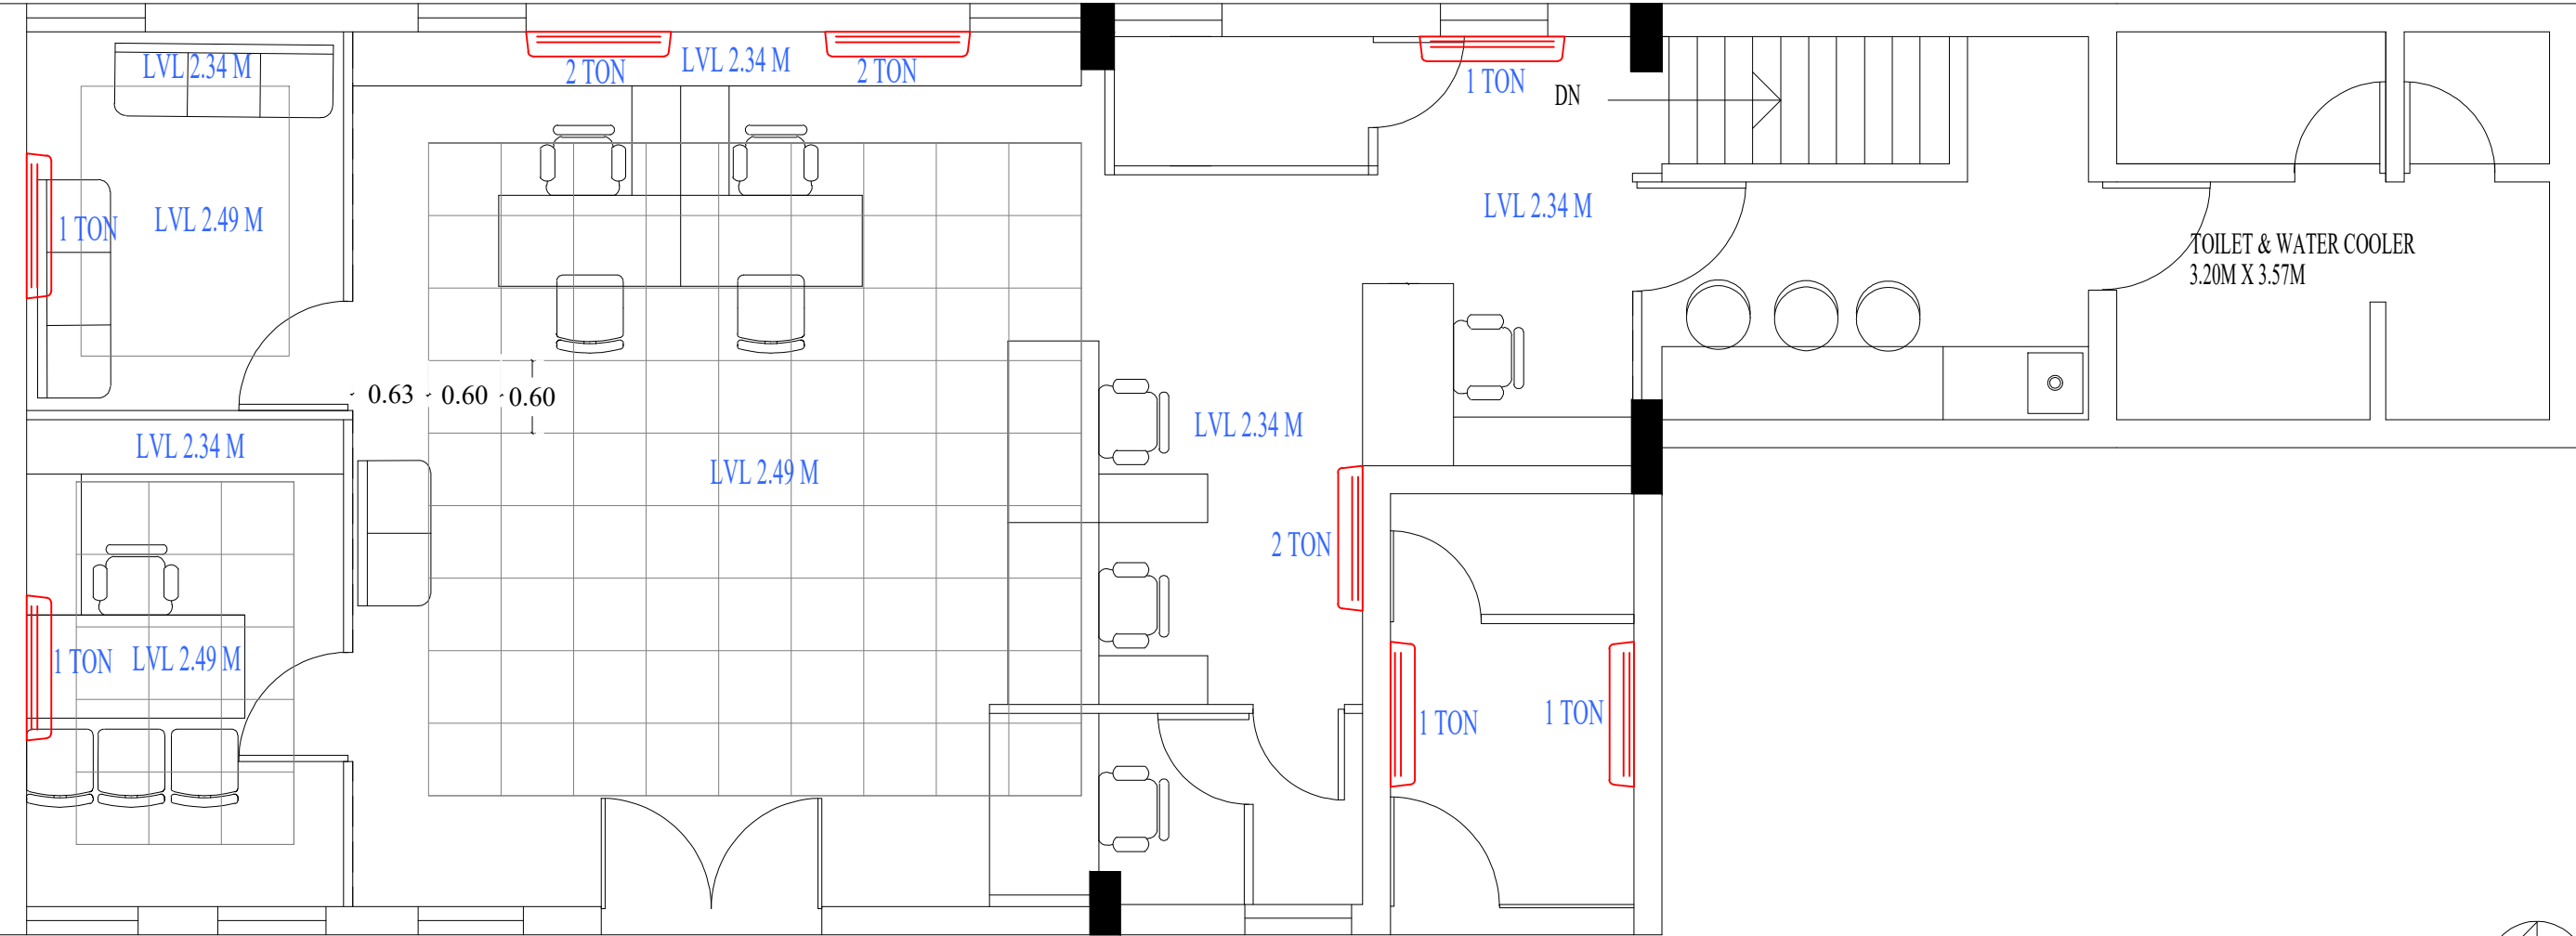 LVL 2.34 M
2 TON
LVL 2.34 M
2 TON
1 TON
DN
1 TON
LVL 2.49 M
LVL 2.34 M
TOILET & WATER COOLER
3.20M X 3.57M
0.63
0.60
0.60
LVL 2.34 M
LVL 2.34 M
LVL 2.49 M
2 TON
1 TON
LVL 2.49 M
1 TON
1 TON